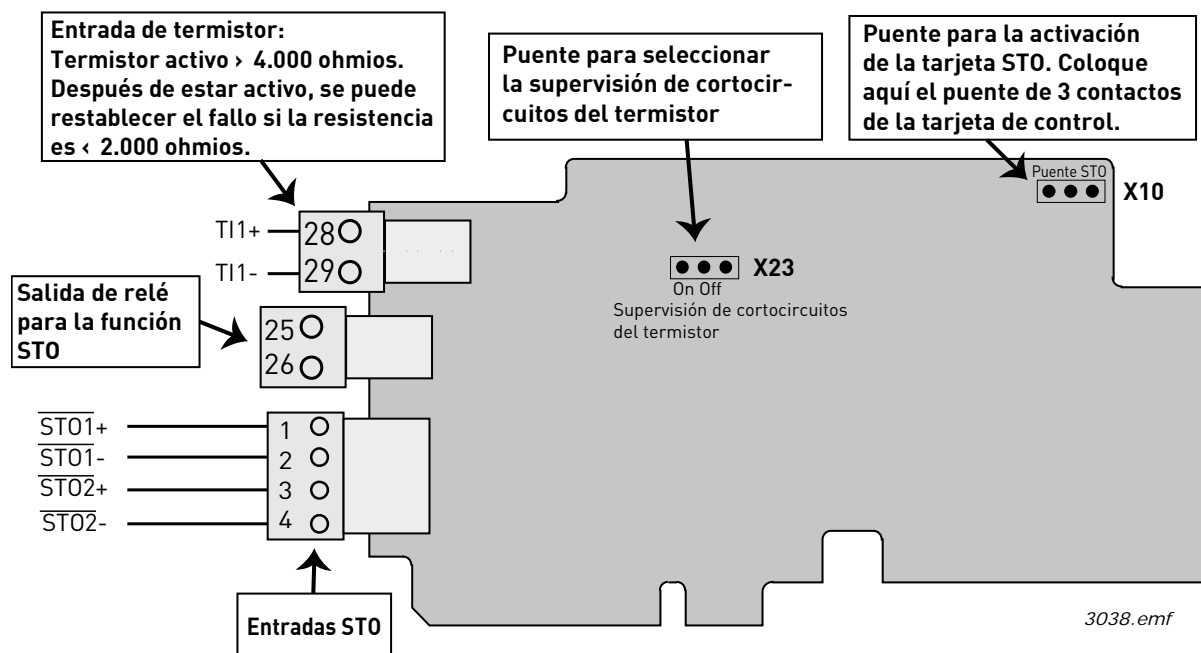 Entrada de termistor:
Termistor activo > 4.000 ohmios.
Después de estar activo, se puede
restablecer el fallo si la resistencia
es < 2.000 ohmios.
Puente para seleccionar
la supervisión de cortocir-
cuitos del termistor
Puente para la activación
de la tarjeta STO. Coloque
aquí el puente de 3 contactos
de la tarjeta de control.
Puente STO
X10
TI1+
28
TI1-
29
X23
On Off
Supervisión de cortocircuitos
del termistor
Salida de relé
para la función
STO
25
26
STO1+
1
STO1-
2
STO2+
3
STO2-
4
Entradas STO
3038.emf